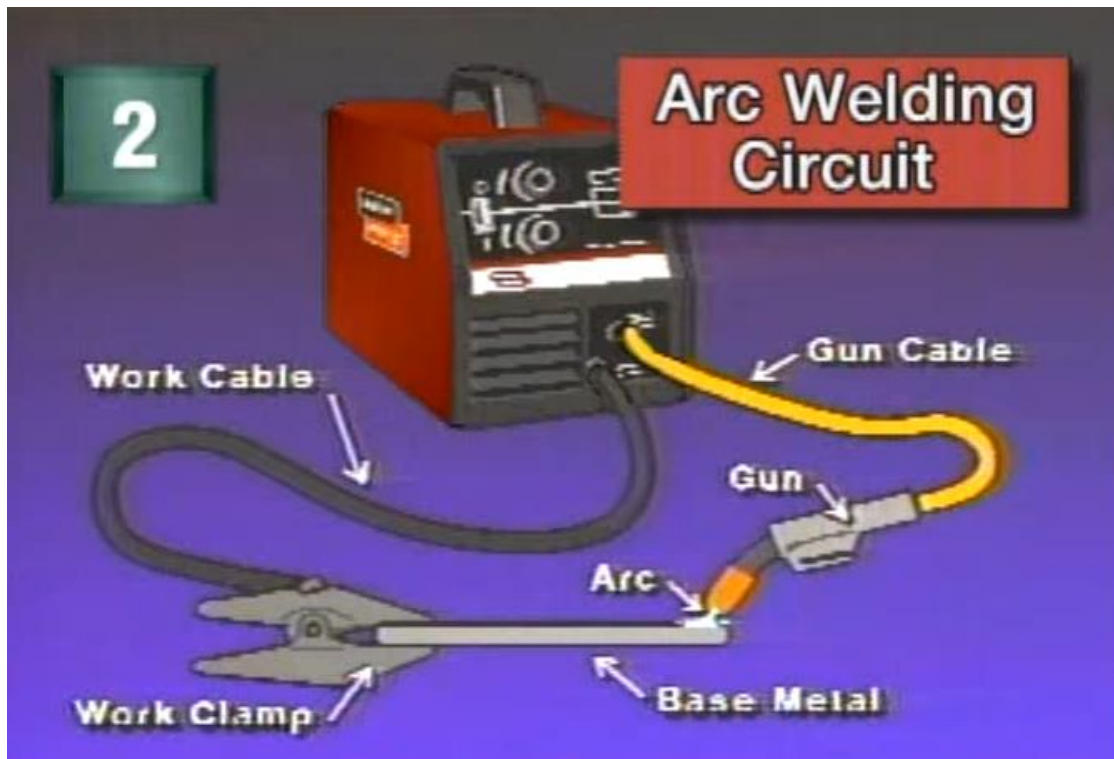 2
Arc Welding
Circuit
Work Cable
Gun Cable
Gun
Arc
Work Clamp
Base Metal